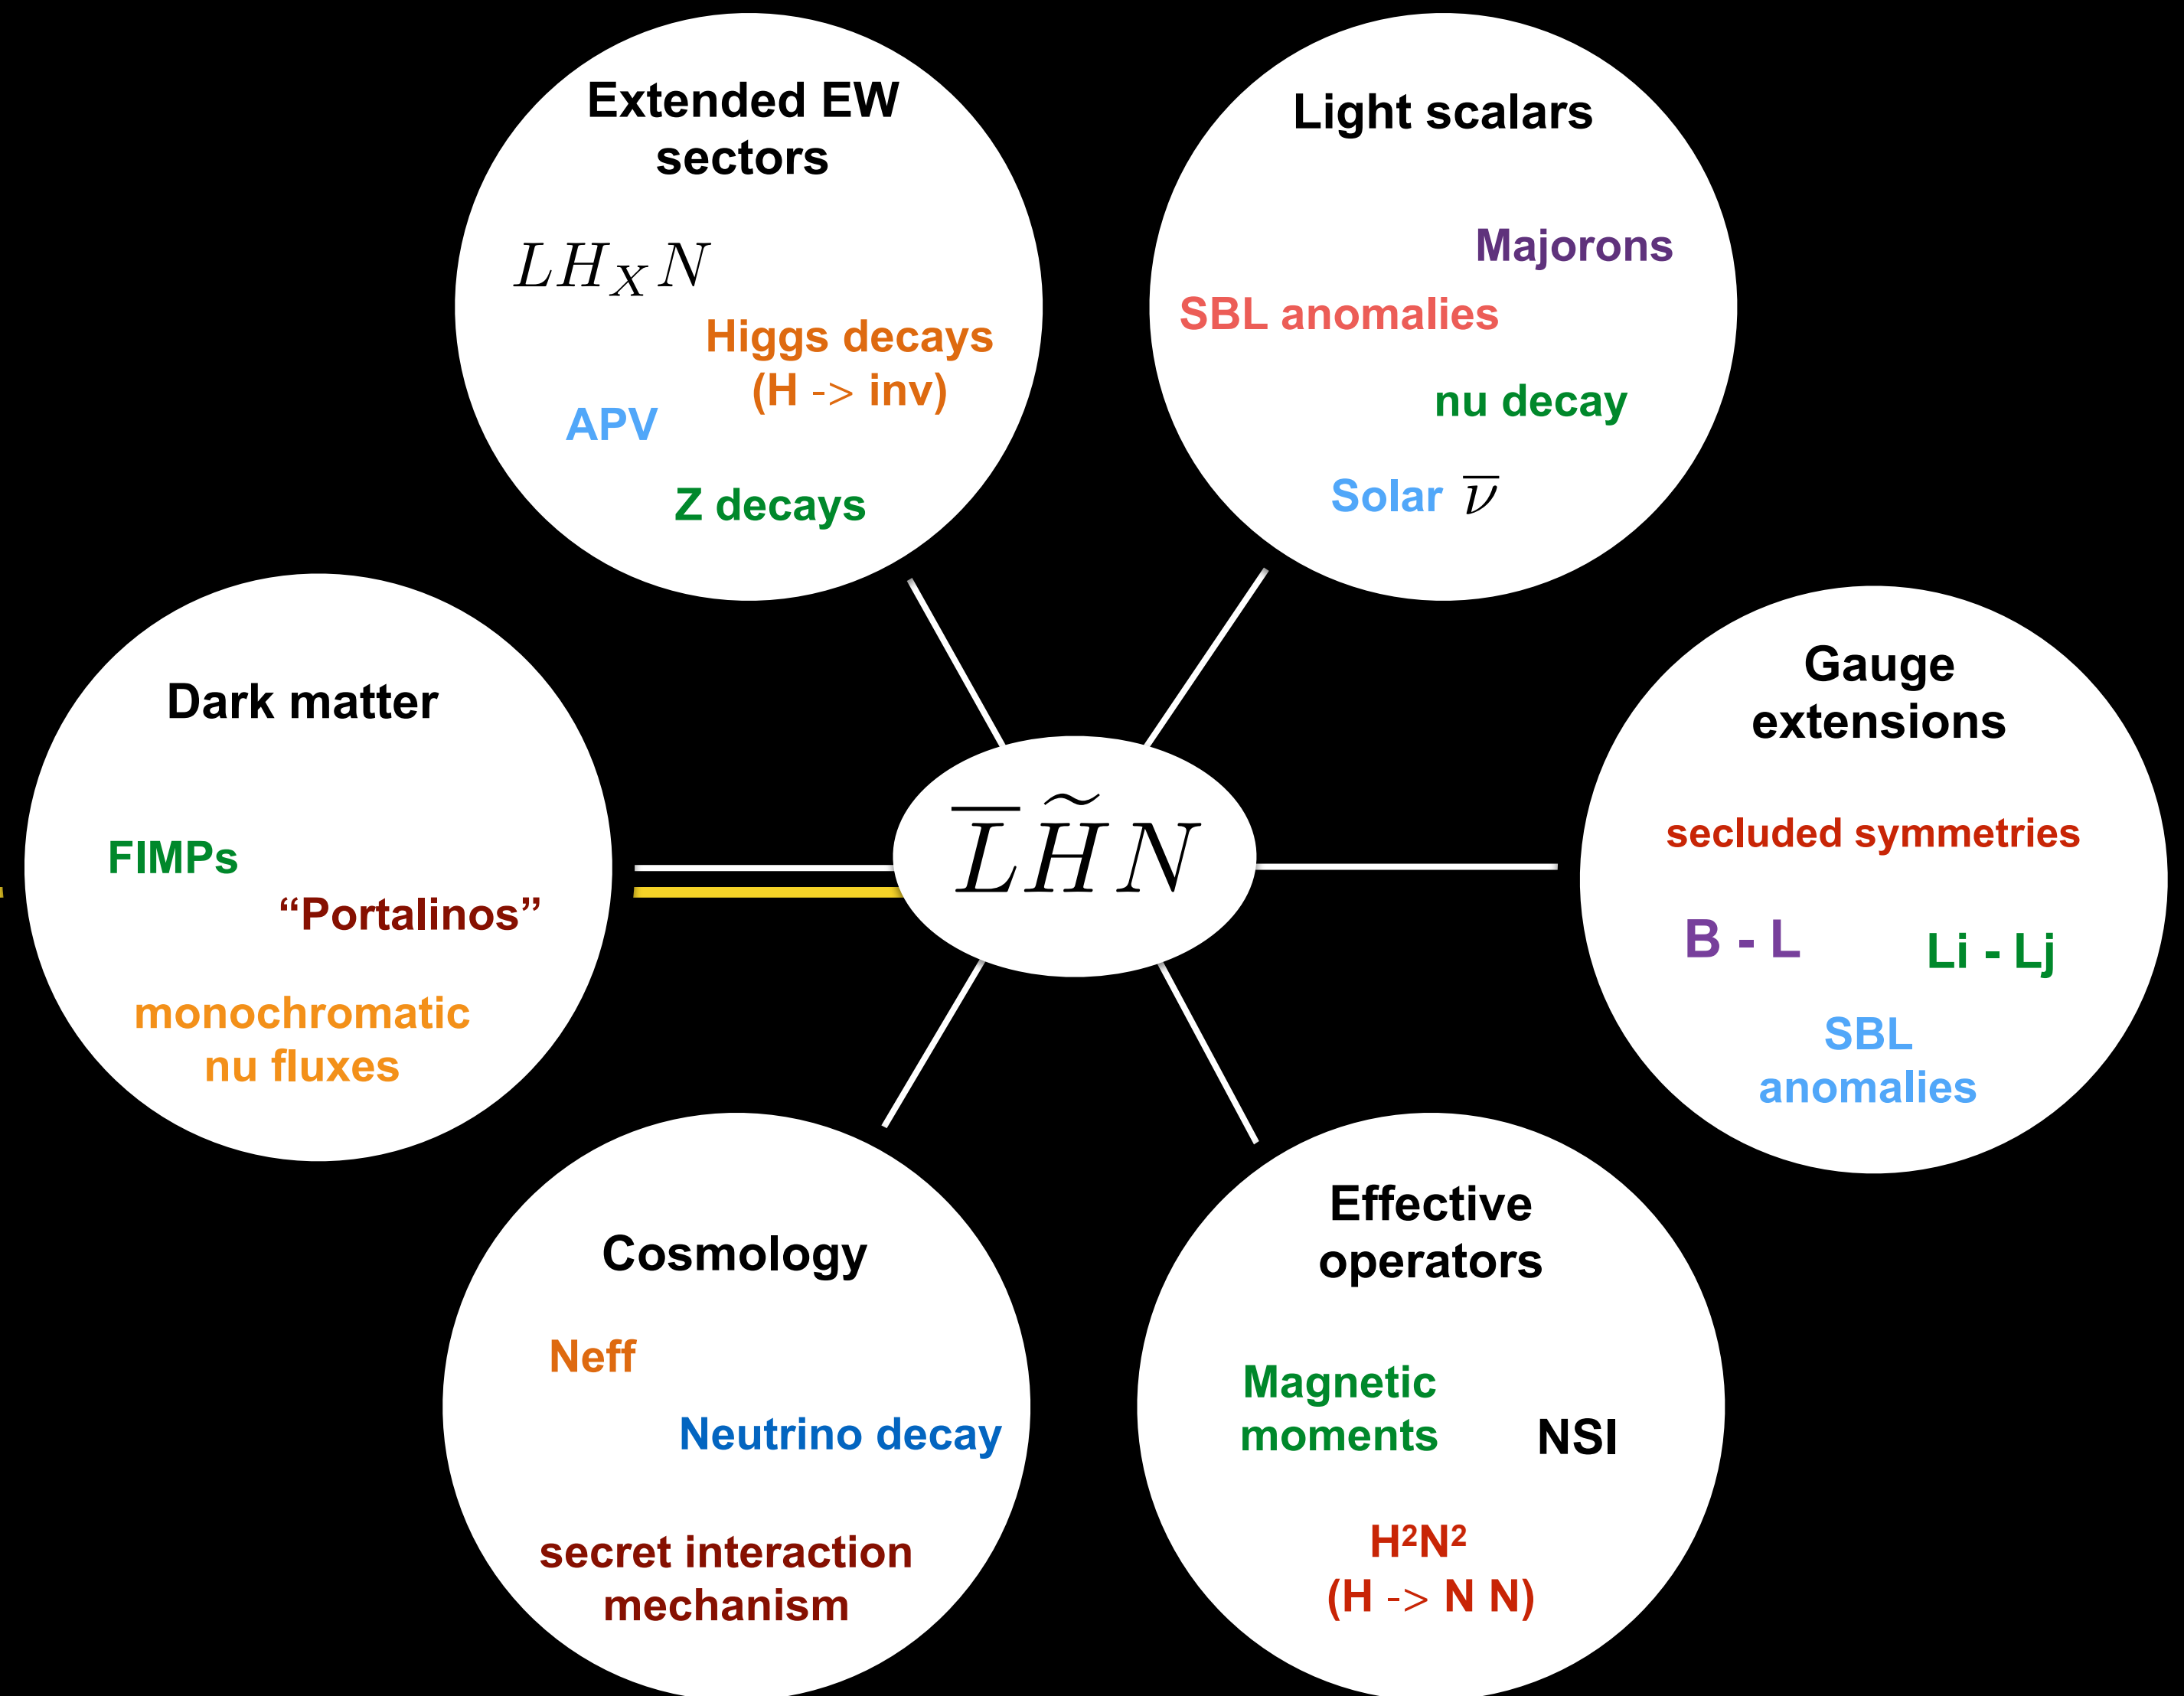 Extended EW
sectors
LH_X N
Higgs decays
(H -> inv)
APV
Z decays
Light scalars
Majorons
SBL anomalies
nu decay
Solar ν̅
Dark matter
FIMPs
“Portalinos”
monochromatic
nu fluxes
L̅H̃N
Gauge
extensions
secluded symmetries
B - L
Li - Lj
SBL
anomalies
Cosmology
Neff
Neutrino decay
secret interaction
mechanism
Effective
operators
Magnetic
moments
NSI
H²N²
(H -> N N)